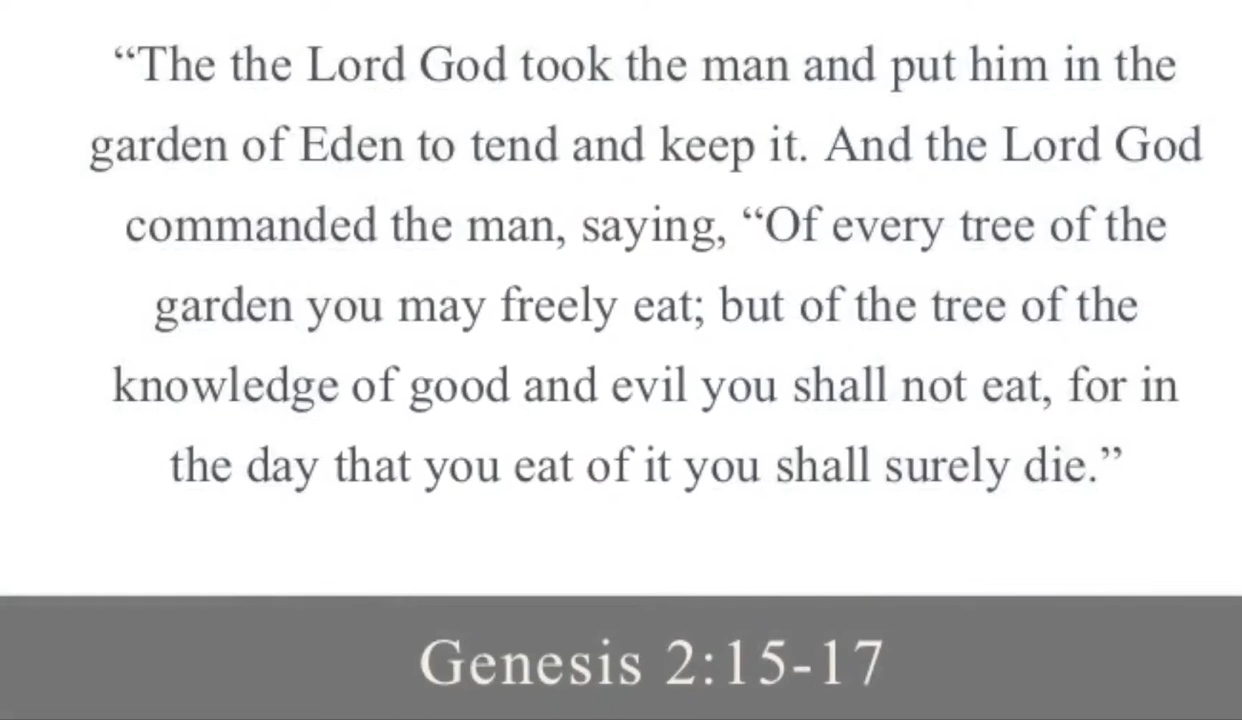 “The the Lord God took the man and put him in the
garden of Eden to tend and keep it. And the Lord God
commanded the man, saying, “Of every tree of the
garden you may freely eat; but of the tree of the
knowledge of good and evil you shall not eat, for in
the day that you eat of it you shall surely die.”
Genesis 2:15-17